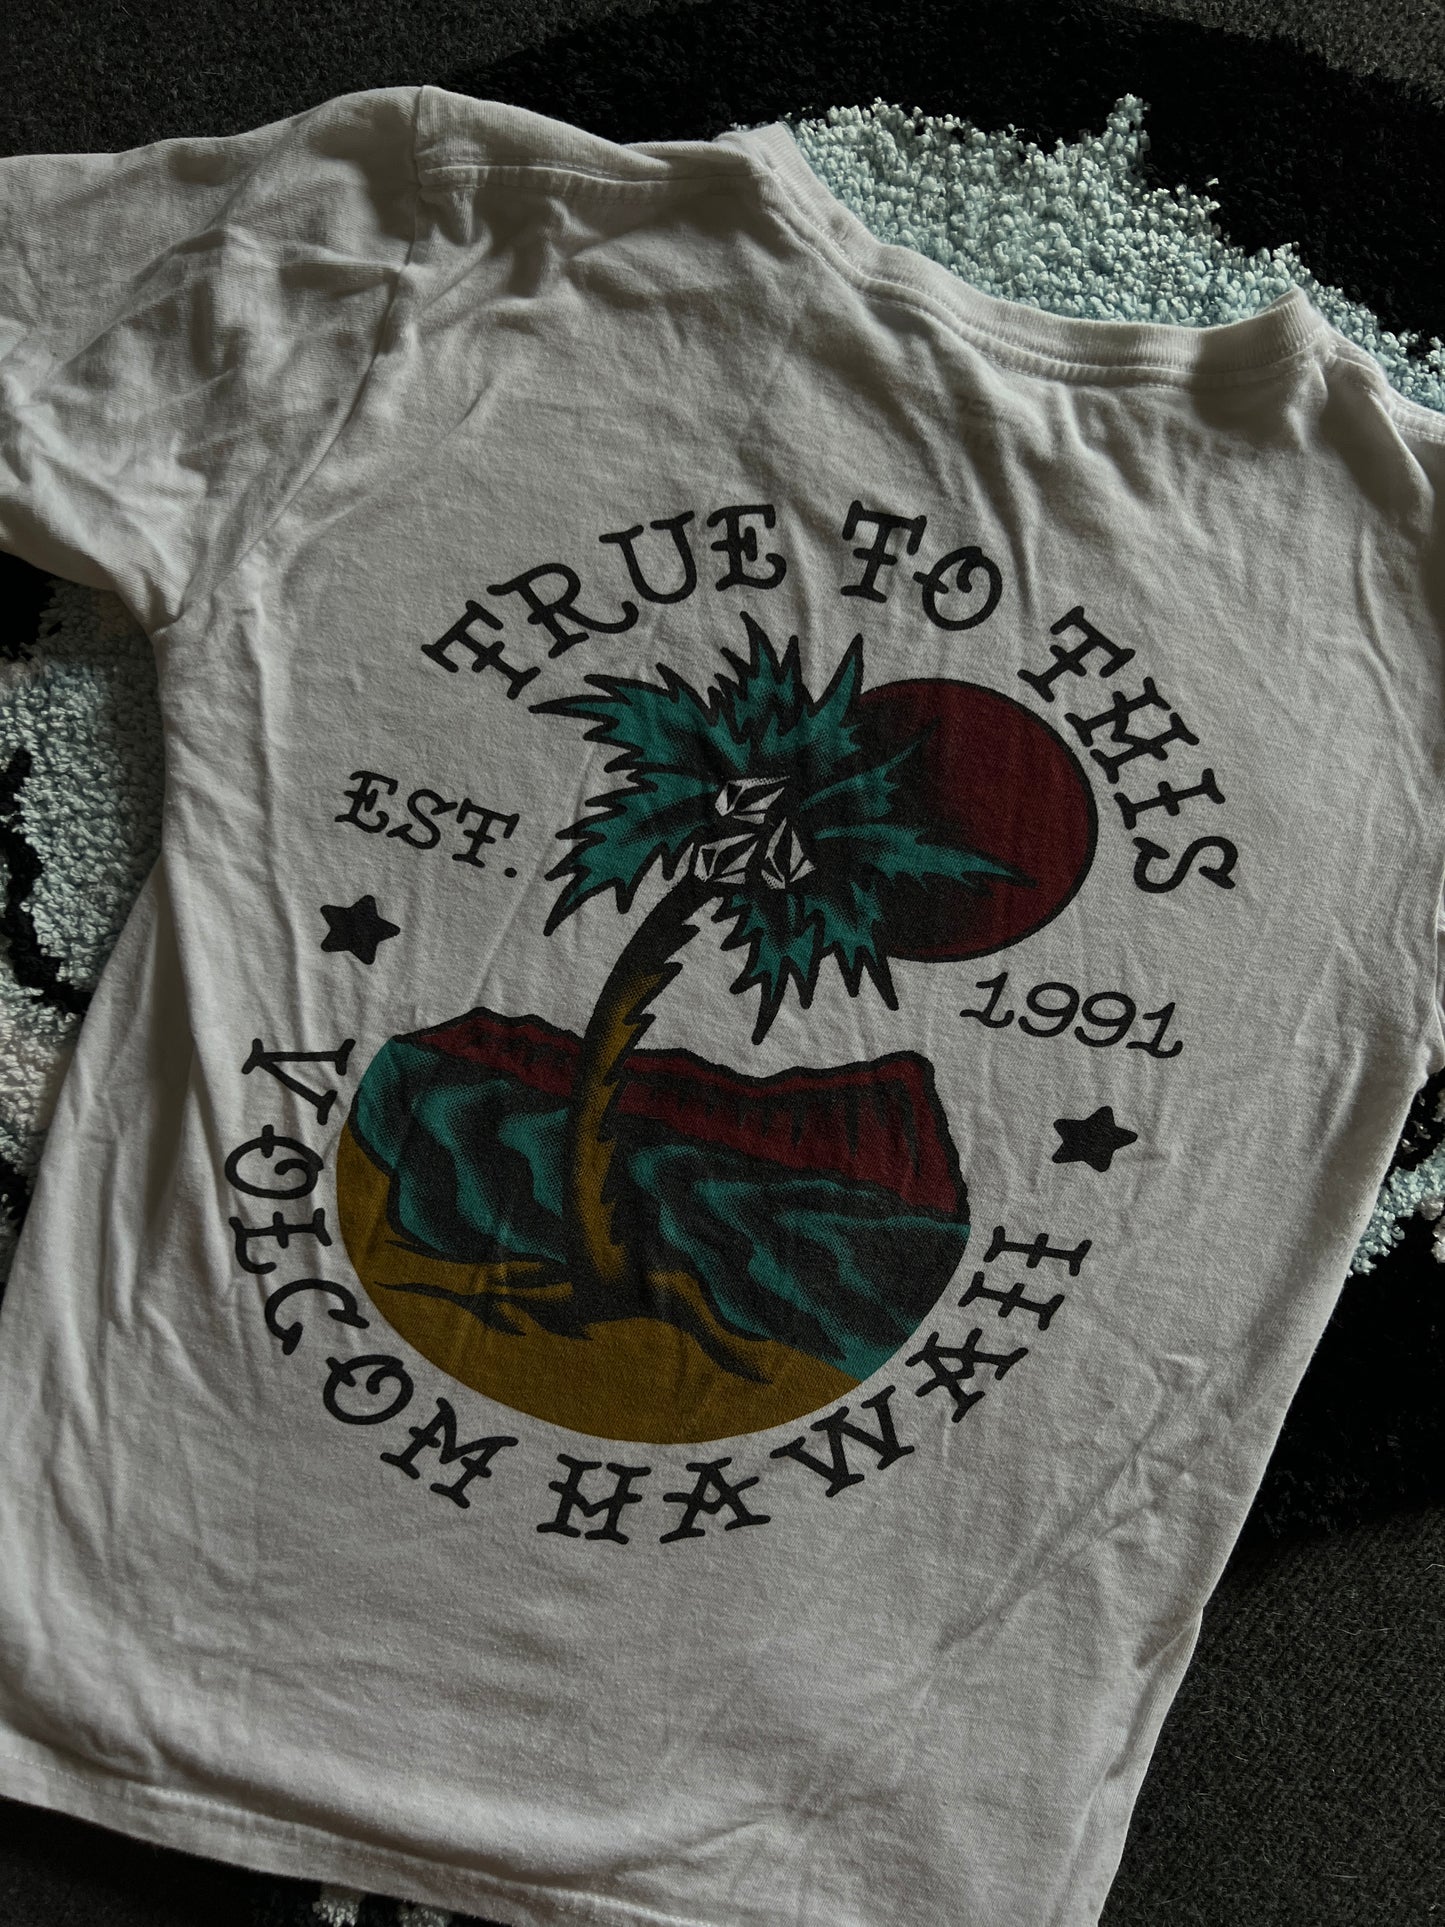 TRUE TO THIS
EST.
1991
VOLCOM HAWAII